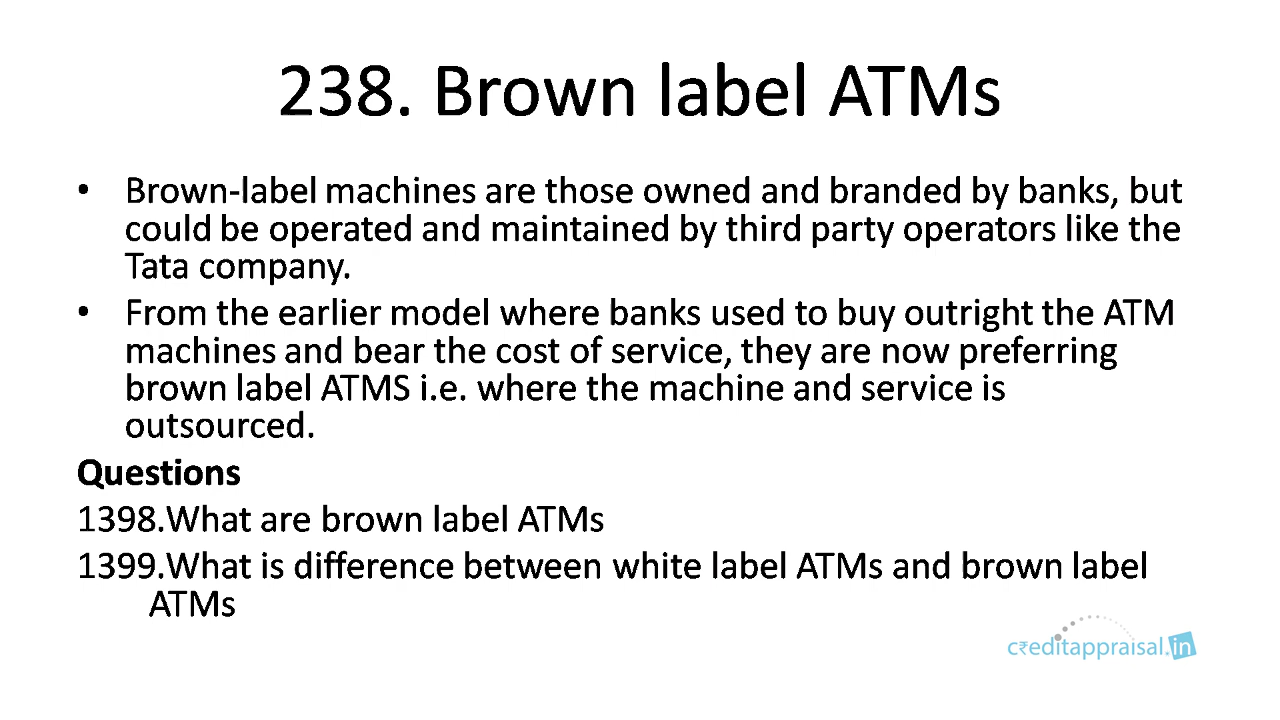 238. Brown label ATMs
• Brown-label machines are those owned and branded by banks, but
could be operated and maintained by third party operators like the
Tata company.
• From the earlier model where banks used to buy outright the ATM
machines and bear the cost of service, they are now preferring
brown label ATMS i.e. where the machine and service is
outsourced.
Questions
1398.What are brown label ATMs
1399.What is difference between white label ATMs and brown label
ATMs
c₹editappraisal.in